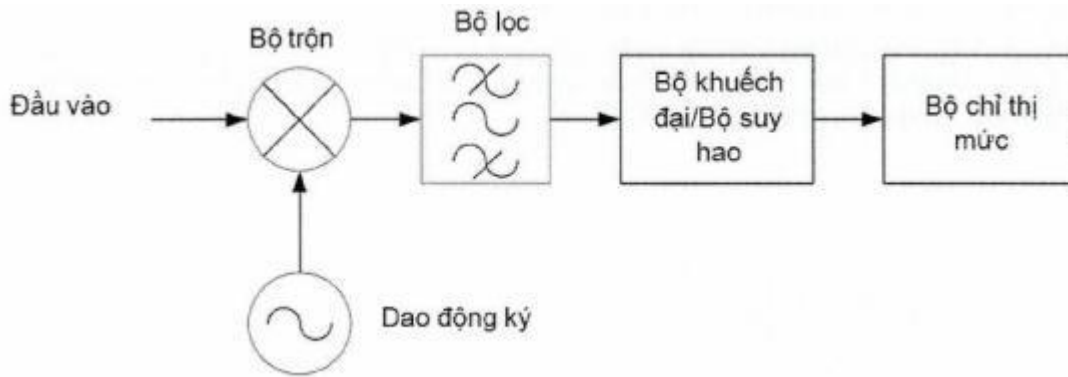 Bộ trộn
Bộ lọc
Đầu vào
Bộ khuếch
đại/Bộ suy
hao
Bộ chỉ thị
mức
Dao động ký